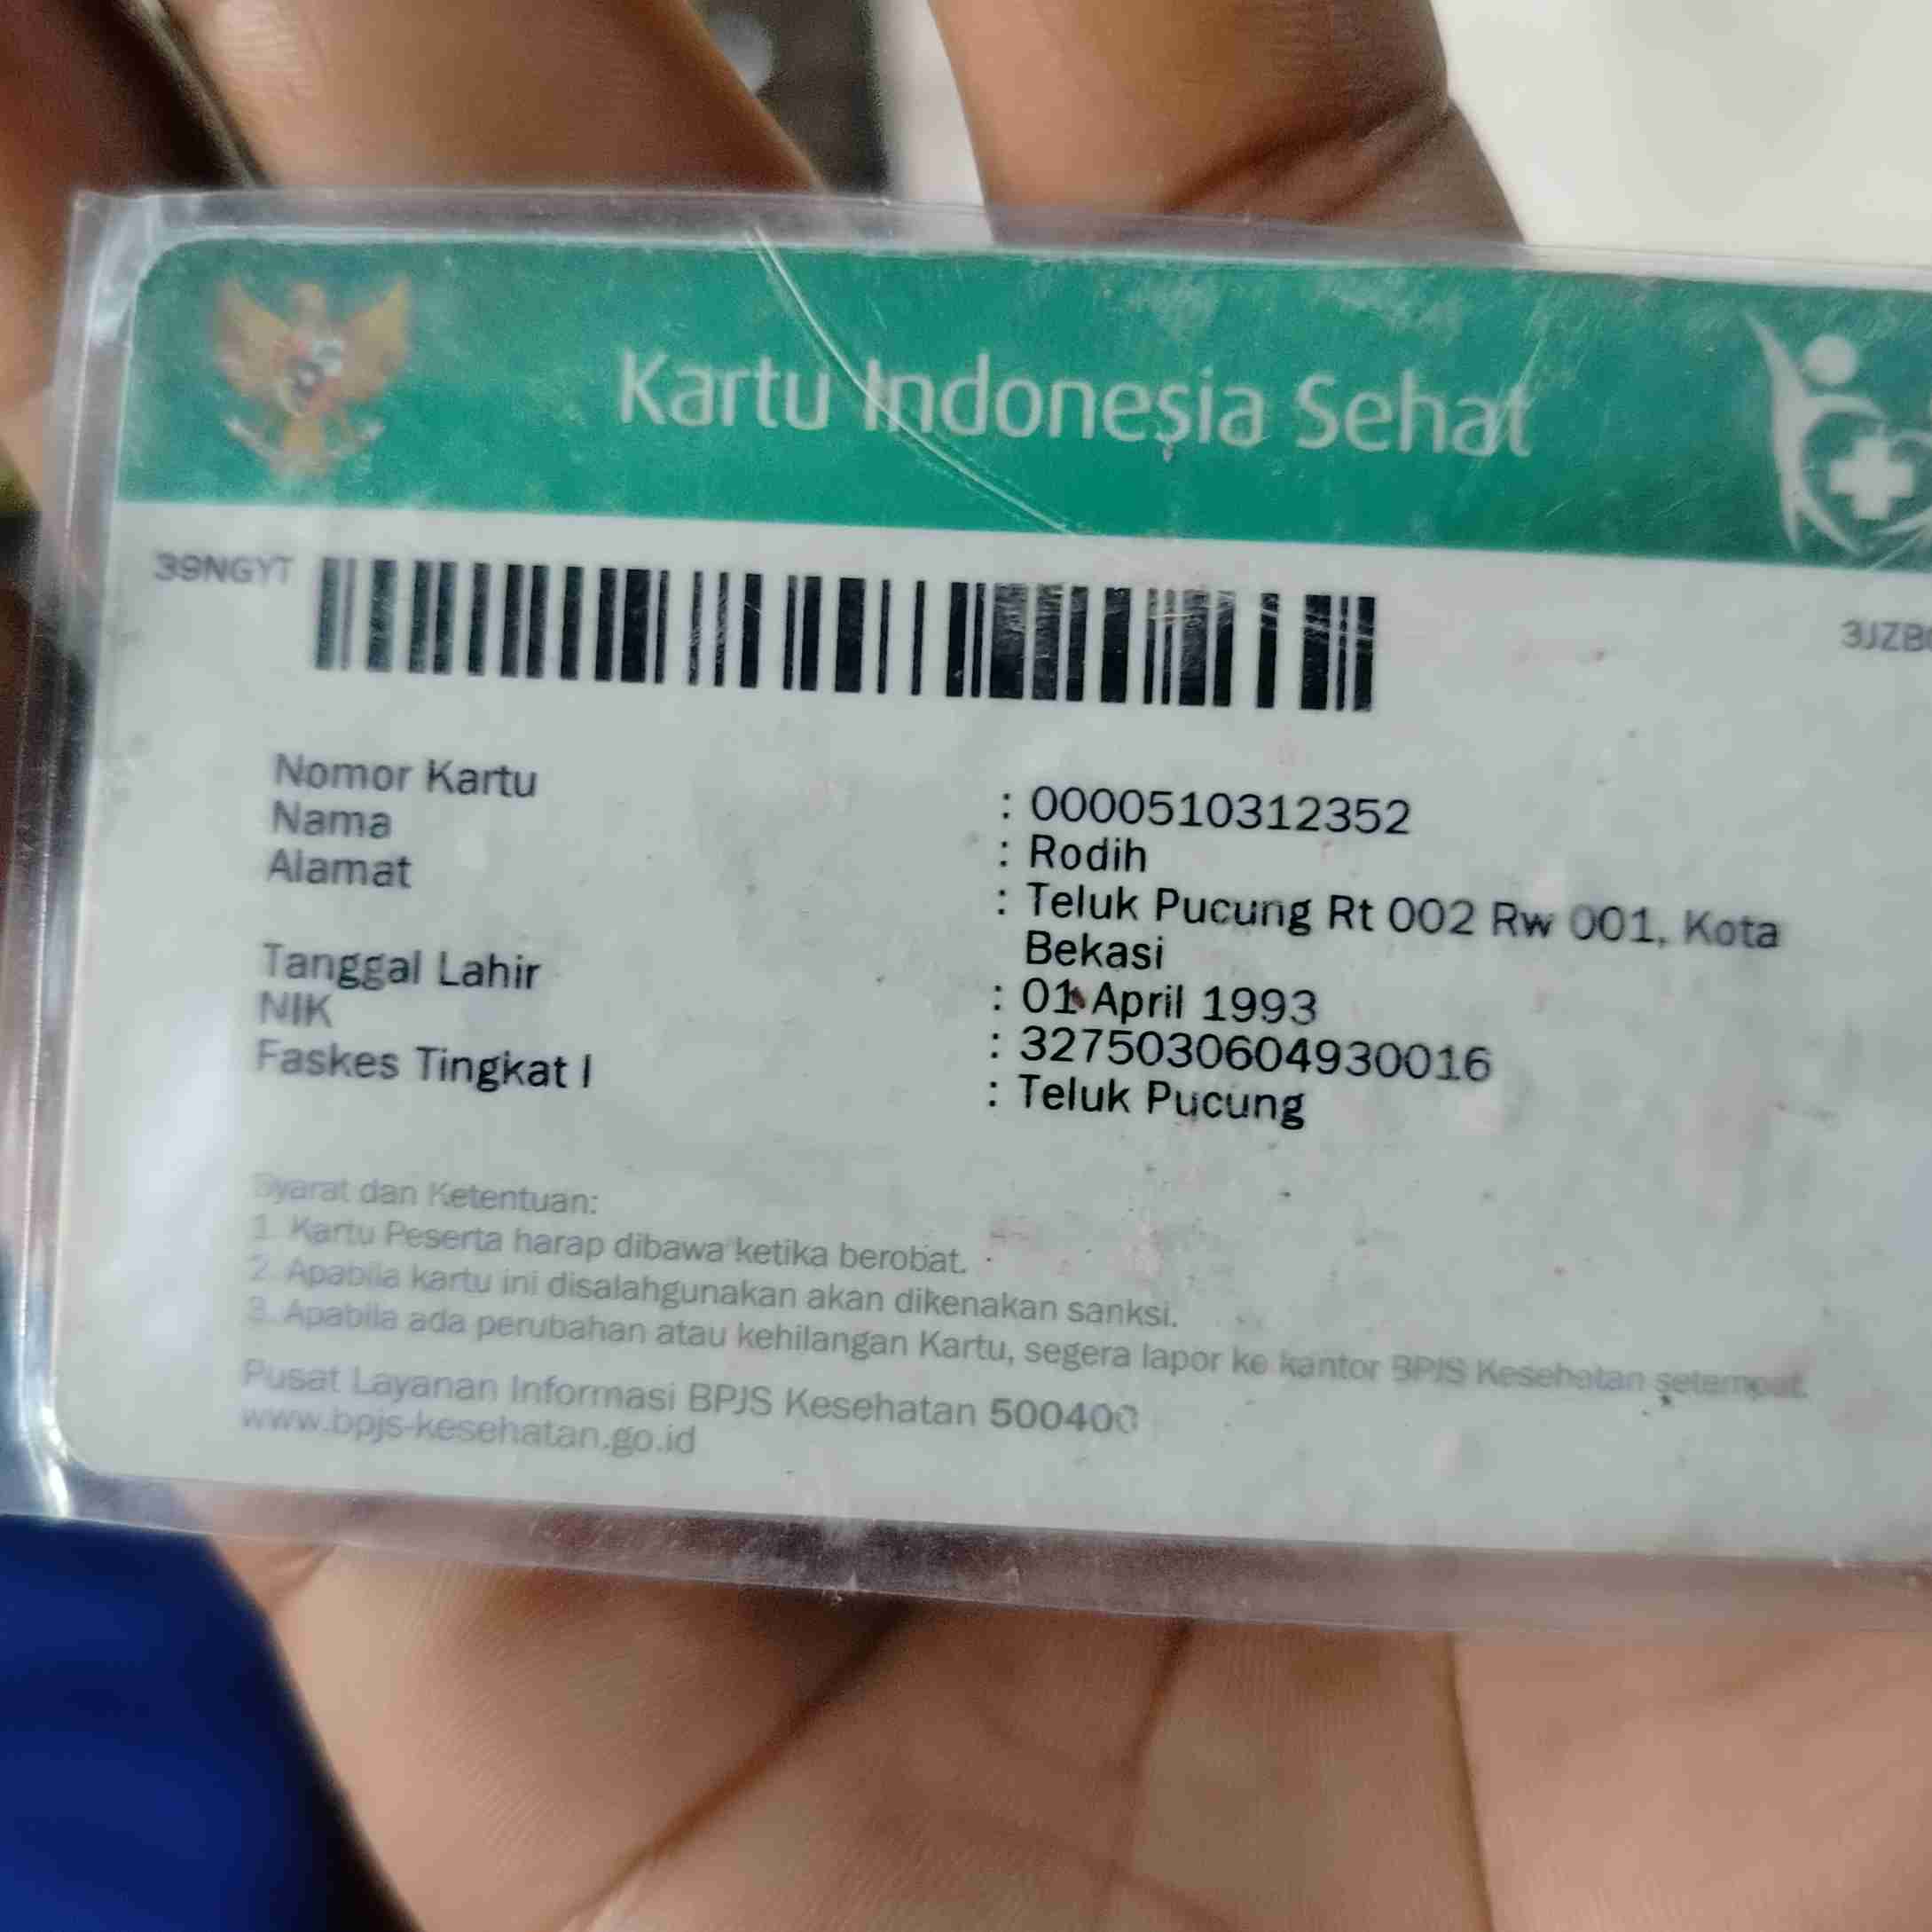 Kartu Indonesia Sehat
39NGYT
3JZB
Nomor Kartu : 0000510312352
Nama : Rodih
Alamat : Teluk Pucung Rt 002 Rw 001, Kota
Bekasi
Tanggal Lahir : 01 April 1993
NIK : 3275030604930016
Faskes Tingkat I : Teluk Pucung
Syarat dan Ketentuan:
1. Kartu Peserta harap dibawa ketika berobat.
2. Apabila kartu ini disalahgunakan akan dikenakan sanksi.
3. Apabila ada perubahan atau kehilangan Kartu, segera lapor ke kantor BPJS Kesehatan setempat.
Pusat Layanan Informasi BPJS Kesehatan 500400
www.bpjs-kesehatan.go.id